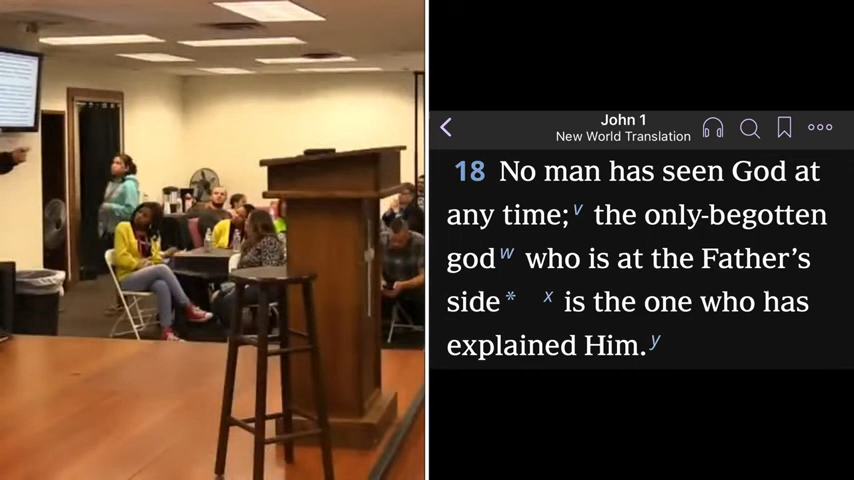 John 1
New World Translation
18 No man has seen God at
any time;v the only-begotten
godw who is at the Father’s
side* x is the one who has
explained Him.y